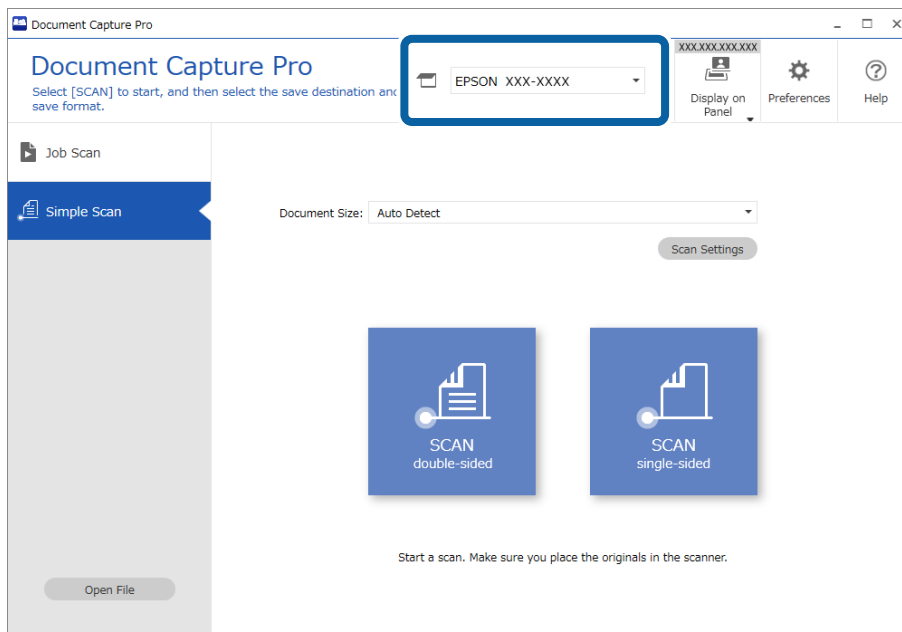 Document Capture Pro
Document Capture Pro
Select [SCAN] to start, and then select the save destination and
save format.
EPSON XXX-XXXX
XXX.XXX.XXX.XXX
Display on
Panel
Preferences
Help
Job Scan
Simple Scan
Document Size:
Auto Detect
Scan Settings
SCAN
double-sided
SCAN
single-sided
Start a scan. Make sure you place the originals in the scanner.
Open File